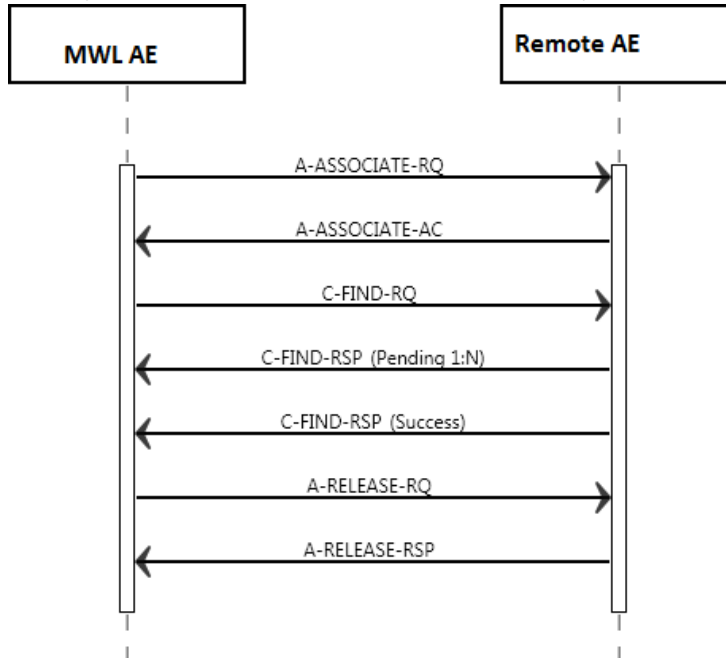 MWL AE
Remote AE
A-ASSOCIATE-RQ
A-ASSOCIATE-AC
C-FIND-RQ
C-FIND-RSP (Pending 1:N)
C-FIND-RSP (Success)
A-RELEASE-RQ
A-RELEASE-RSP